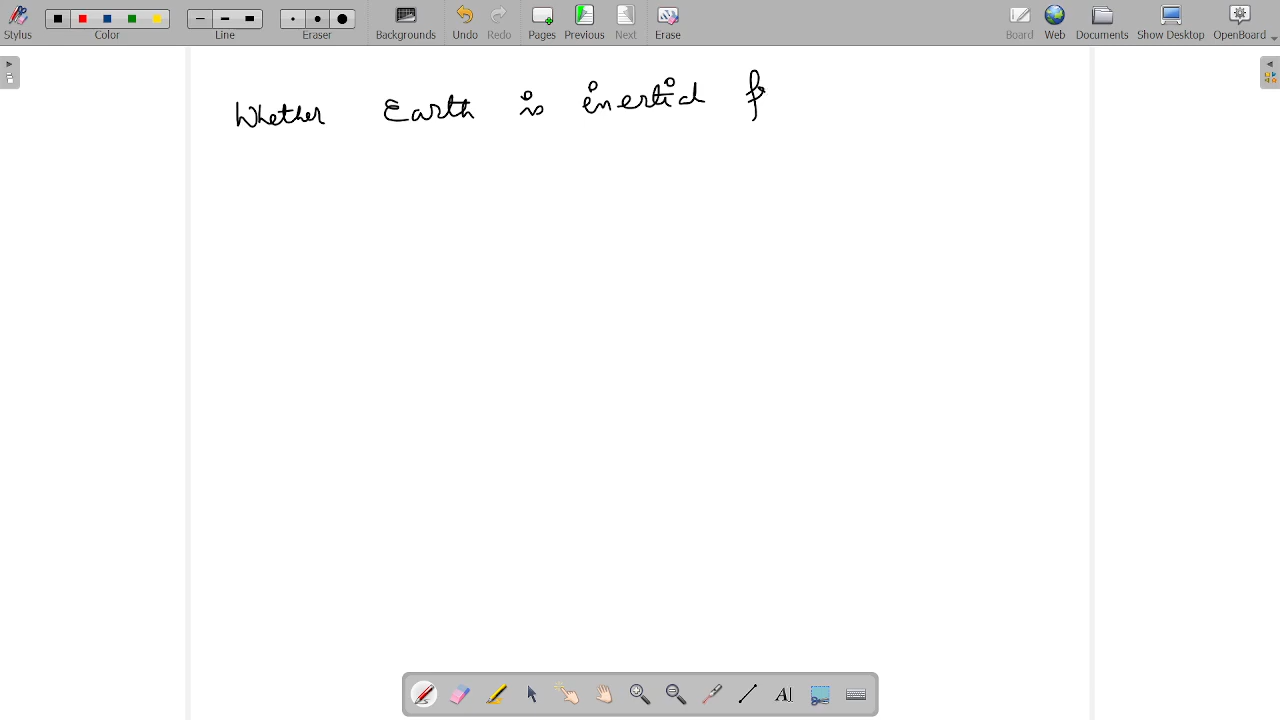 Stylus
Color
Line
Eraser
Backgrounds
Undo
Redo
Pages
Previous
Next
Erase
Board
Web
Documents
Show Desktop
OpenBoard
Whether Earth is inertial f
A